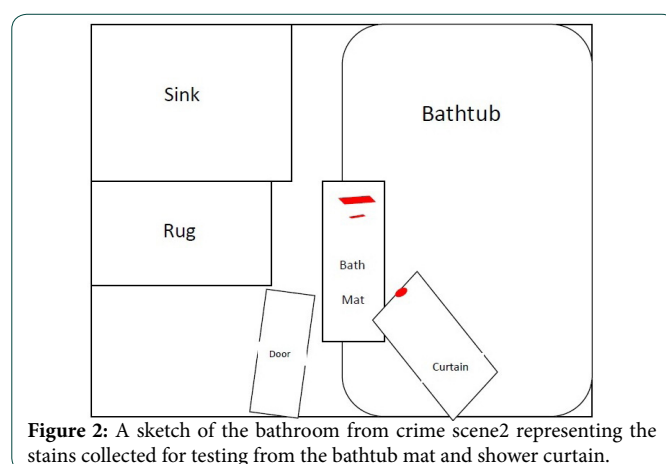 Sink
Bathtub
Rug
Bath
Mat
Door
Curtain
Figure 2: A sketch of the bathroom from crime scene2 representing the
stains collected for testing from the bathtub mat and shower curtain.